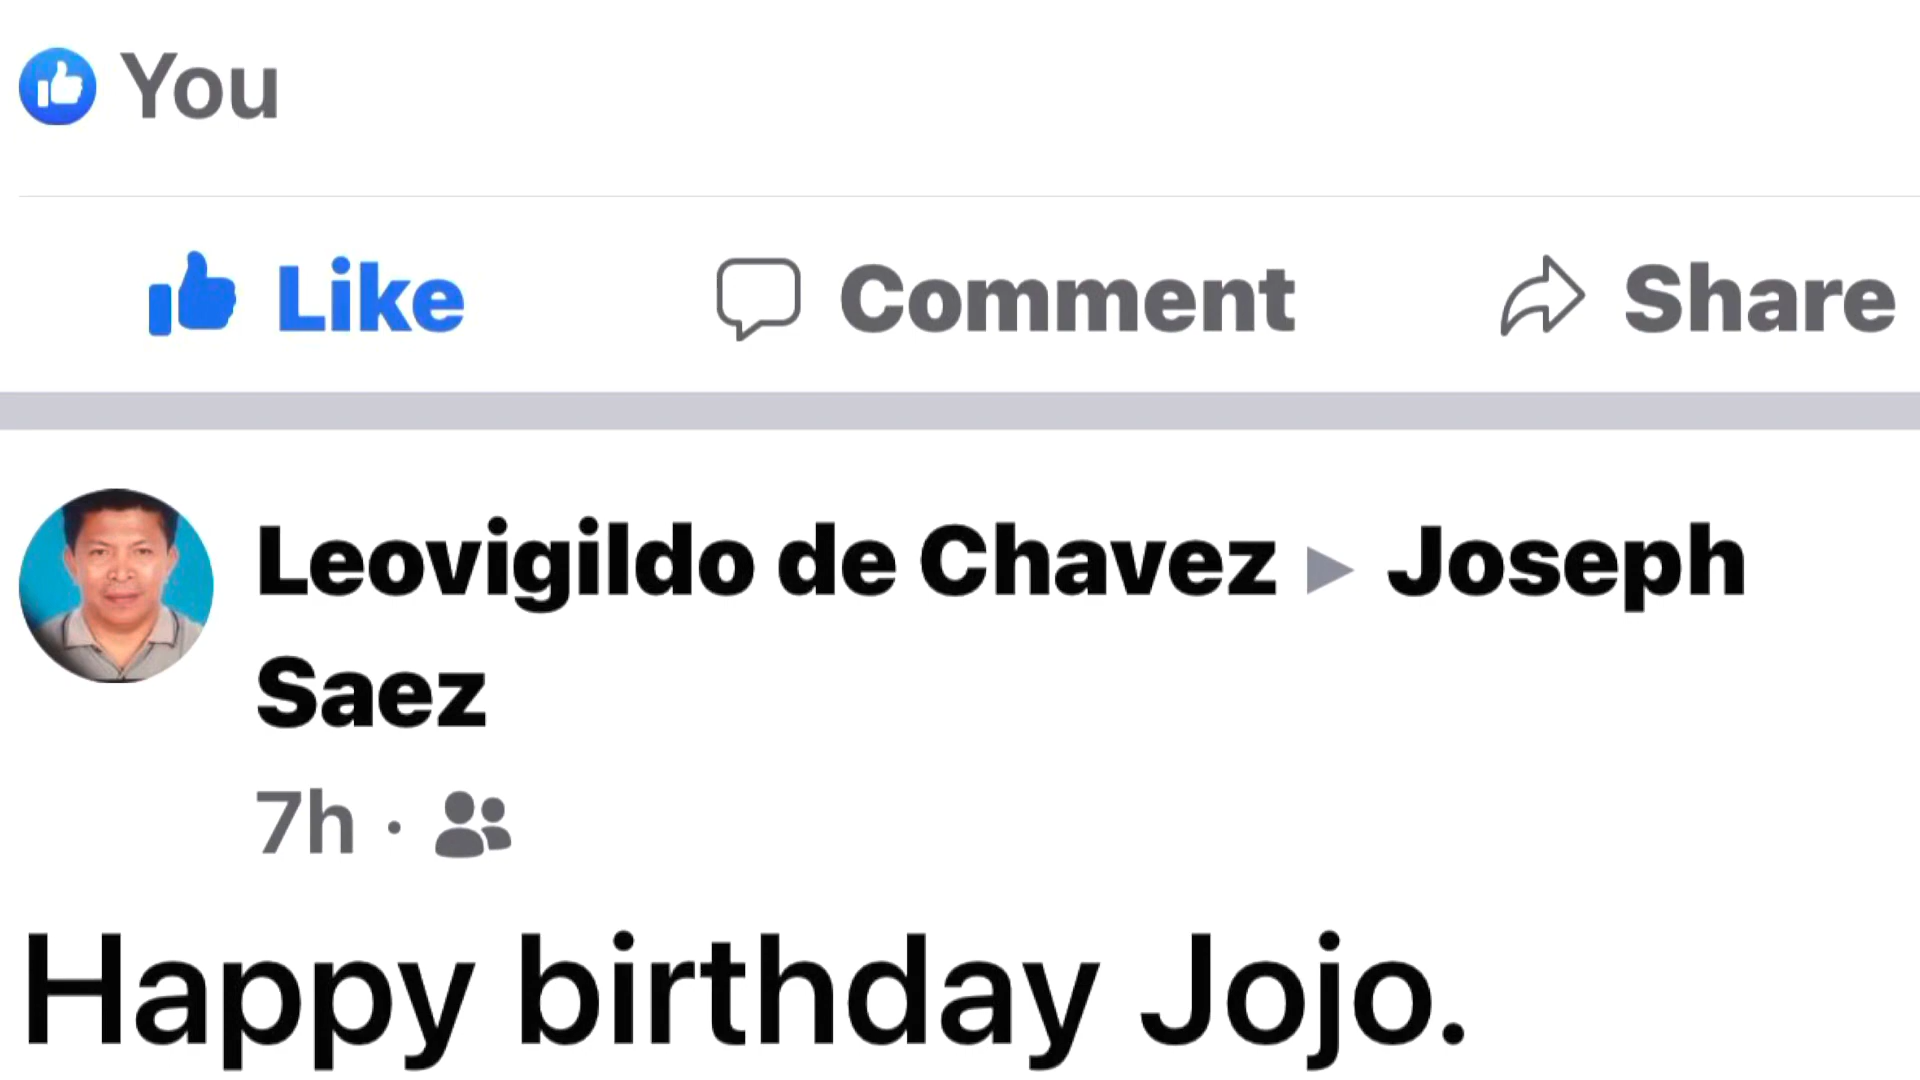 You
Like Comment Share
Leovigildo de Chavez ▸ Joseph
Saez
7h ·
Happy birthday Jojo.